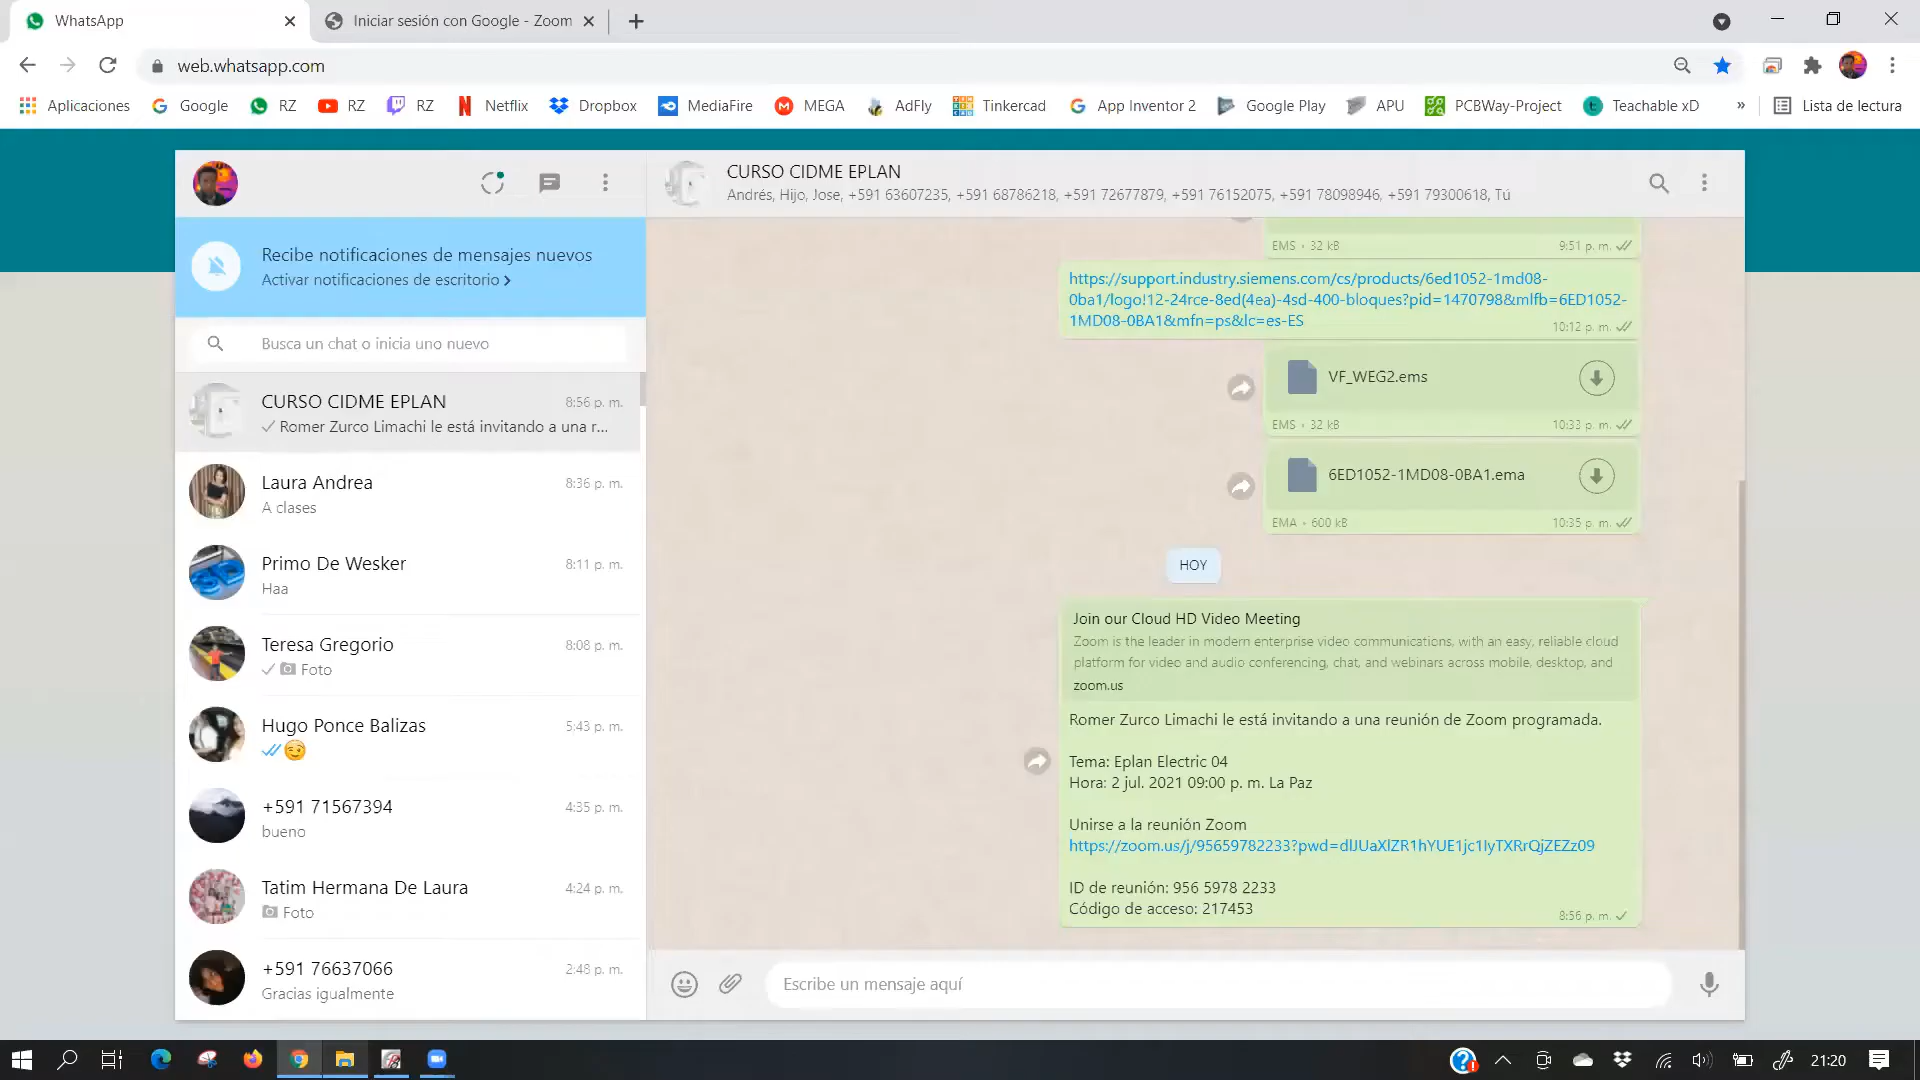 WhatsApp
Iniciar sesión con Google - Zoom
web.whatsapp.com
Aplicaciones
Google
RZ
RZ
RZ
Netflix
Dropbox
MediaFire
MEGA
AdFly
Tinkercad
App Inventor 2
Google Play
APU
PCBWay-Project
Teachable xD
»
Lista de lectura
CURSO CIDME EPLAN
Andrés, Hijo, Jose, +591 63607235, +591 68786218, +591 72677879, +591 76152075, +591 78098946, +591 79300618, Tú
Recibe notificaciones de mensajes nuevos
Activar notificaciones de escritorio
Busca un chat o inicia uno nuevo
CURSO CIDME EPLAN 8:56 p. m.
Romer Zurco Limachi le está invitando a una r...
Laura Andrea 8:36 p. m.
A clases
Primo De Wesker 8:11 p. m.
Haa
Teresa Gregorio 8:08 p. m.
Foto
Hugo Ponce Balizas 5:43 p. m.
+591 71567394 4:35 p. m.
bueno
Tatim Hermana De Laura 4:24 p. m.
Foto
+591 76637066 2:48 p. m.
Gracias igualmente
EMS • 32 kB 9:51 p. m.
https://support.industry.siemens.com/cs/products/6ed1052-1md08-
0ba1/logo!12-24rce-8ed(4ea)-4sd-400-bloques?pid=1470798&mlfb=6ED1052-
1MD08-0BA1&mfn=ps&lc=es-ES
10:12 p. m.
VF_WEG2.ems
EMS • 32 kB 10:33 p. m.
6ED1052-1MD08-0BA1.ema
EMA • 600 kB 10:35 p. m.
HOY
Join our Cloud HD Video Meeting
Zoom is the leader in modern enterprise video communications, with an easy, reliable cloud
platform for video and audio conferencing, chat, and webinars across mobile, desktop, and
zoom.us
Romer Zurco Limachi le está invitando a una reunión de Zoom programada.
Tema: Eplan Electric 04
Hora: 2 jul. 2021 09:00 p. m. La Paz
Unirse a la reunión Zoom
https://zoom.us/j/95659782233?pwd=dlJUaXlZR1hYUE1jc1lyTXRrQjZEZz09
ID de reunión: 956 5978 2233
Código de acceso: 217453
8:56 p. m.
Escribe un mensaje aquí
21:20